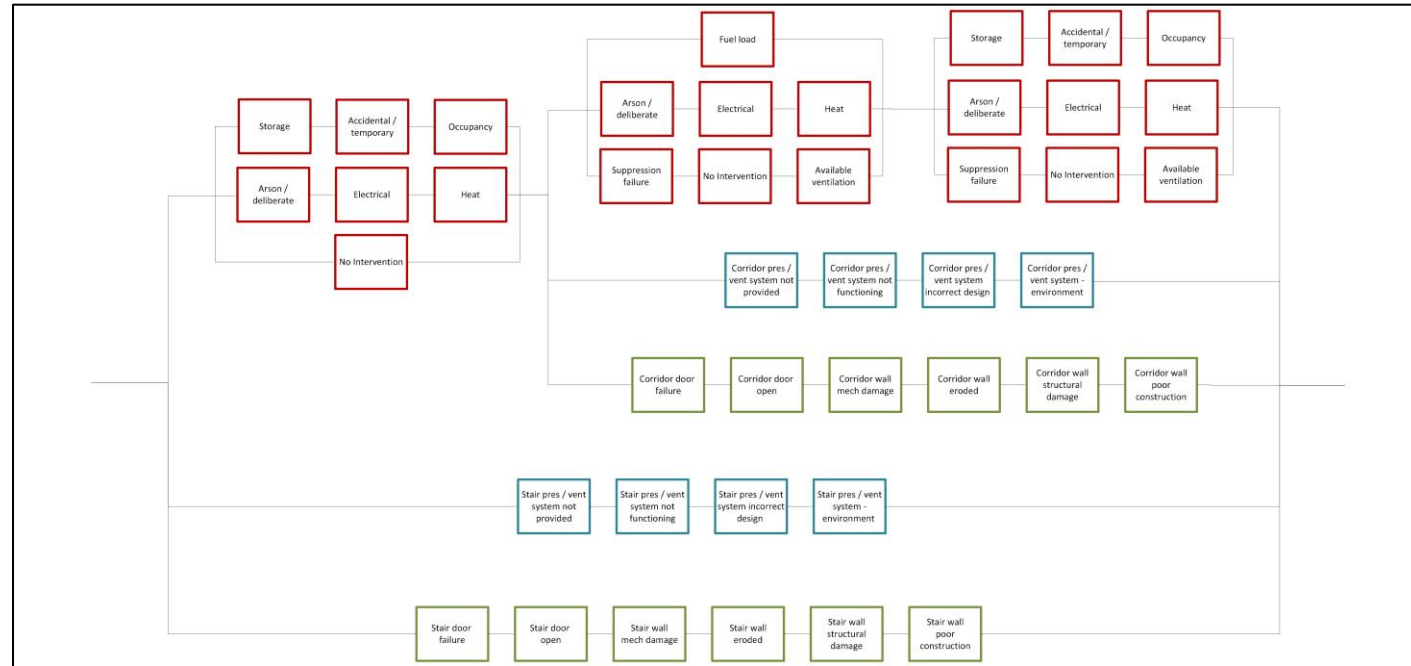 Fuel load
Storage
Accidental /
temporary
Occupancy
Arson /
deliberate
Electrical
Heat
Arson /
deliberate
Electrical
Heat
Suppression
failure
No Intervention
Available
ventilation
Suppression
failure
No Intervention
Available
ventilation
Storage
Accidental /
temporary
Occupancy
Arson /
deliberate
Electrical
Heat
No Intervention
Corridor pres /
vent system not
provided
Corridor pres /
vent system not
functioning
Corridor pres /
vent system
incorrect design
Corridor pres /
vent system -
environment
Corridor door
failure
Corridor door
open
Corridor wall
mech damage
Corridor wall
eroded
Corridor wall
structural
damage
Corridor wall
poor
construction
Stair pres / vent
system not
provided
Stair pres / vent
system not
functioning
Stair pres / vent
system incorrect
design
Stair pres / vent
system -
environment
Stair door
failure
Stair door
open
Stair wall
mech damage
Stair wall
eroded
Stair wall
structural
damage
Stair wall
poor
construction